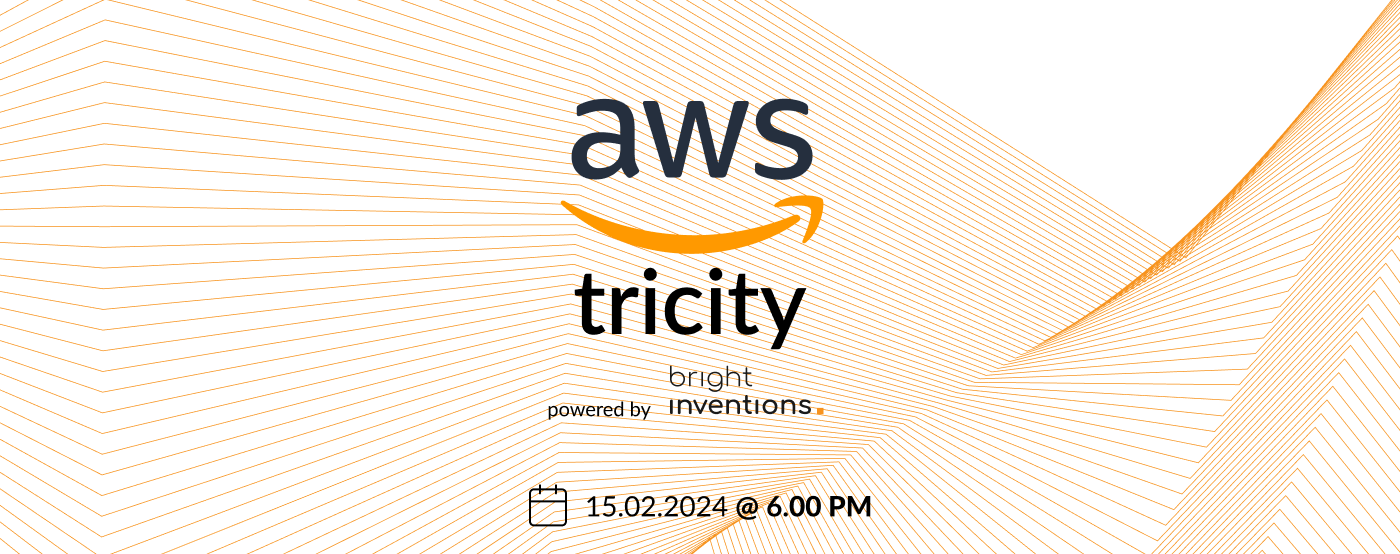 aws
tricity
powered by bright
inventions.
15.02.2024 @ 6.00 PM